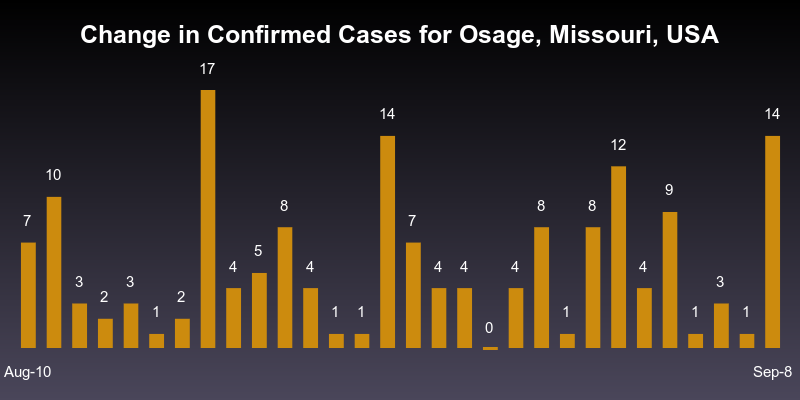 Change in Confirmed Cases for Osage, Missouri, USA
7 10 3 2 3 1 2 17 4 5 8 4 1 1 14 7 4 4 0 4 8 1 8 12 4 9 1 3 1 14
Aug-10 Sep-8